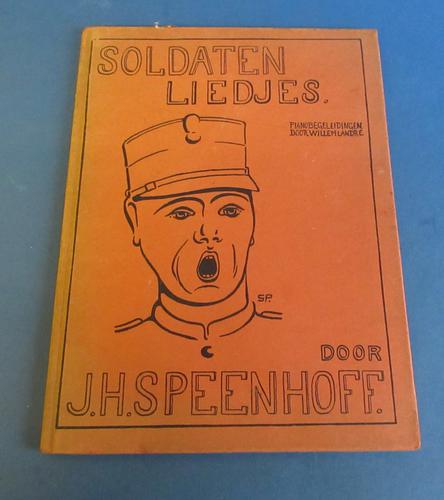 SOLDATEN
LIEDJES.
PIANOBEGELEIDINGEN
DOOR WILLEM LANDRÉ
SP.
DOOR
J.H.SPEENHOFF.